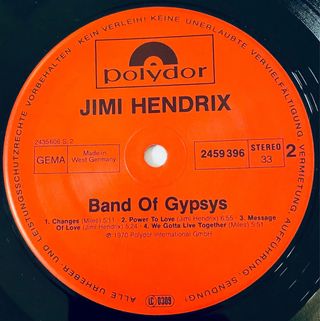 KEIN VERLEIH! KEINE UNERLAUBTE VERVIELFÄLTIGUNG, VERMIETUNG, AUFFÜHRUNG, SENDUNG!
ALLE URHEBER- UND LEISTUNGSSCHUTZRECHTE VORBEHALTEN
polydor
JIMI HENDRIX
2435606 S 2
GEMA
Made in
West Germany
2459 396
STEREO
33
2
Band Of Gypsys
1. Changes (Miles) 5:11 2. Power To Love (Jimi Hendrix) 6:55 3. Message
Of Love (Jimi Hendrix) 5:24 4. We Gotta Live Together (Miles) 5:51
℗ 1970 Polydor International GmbH
LC 0309